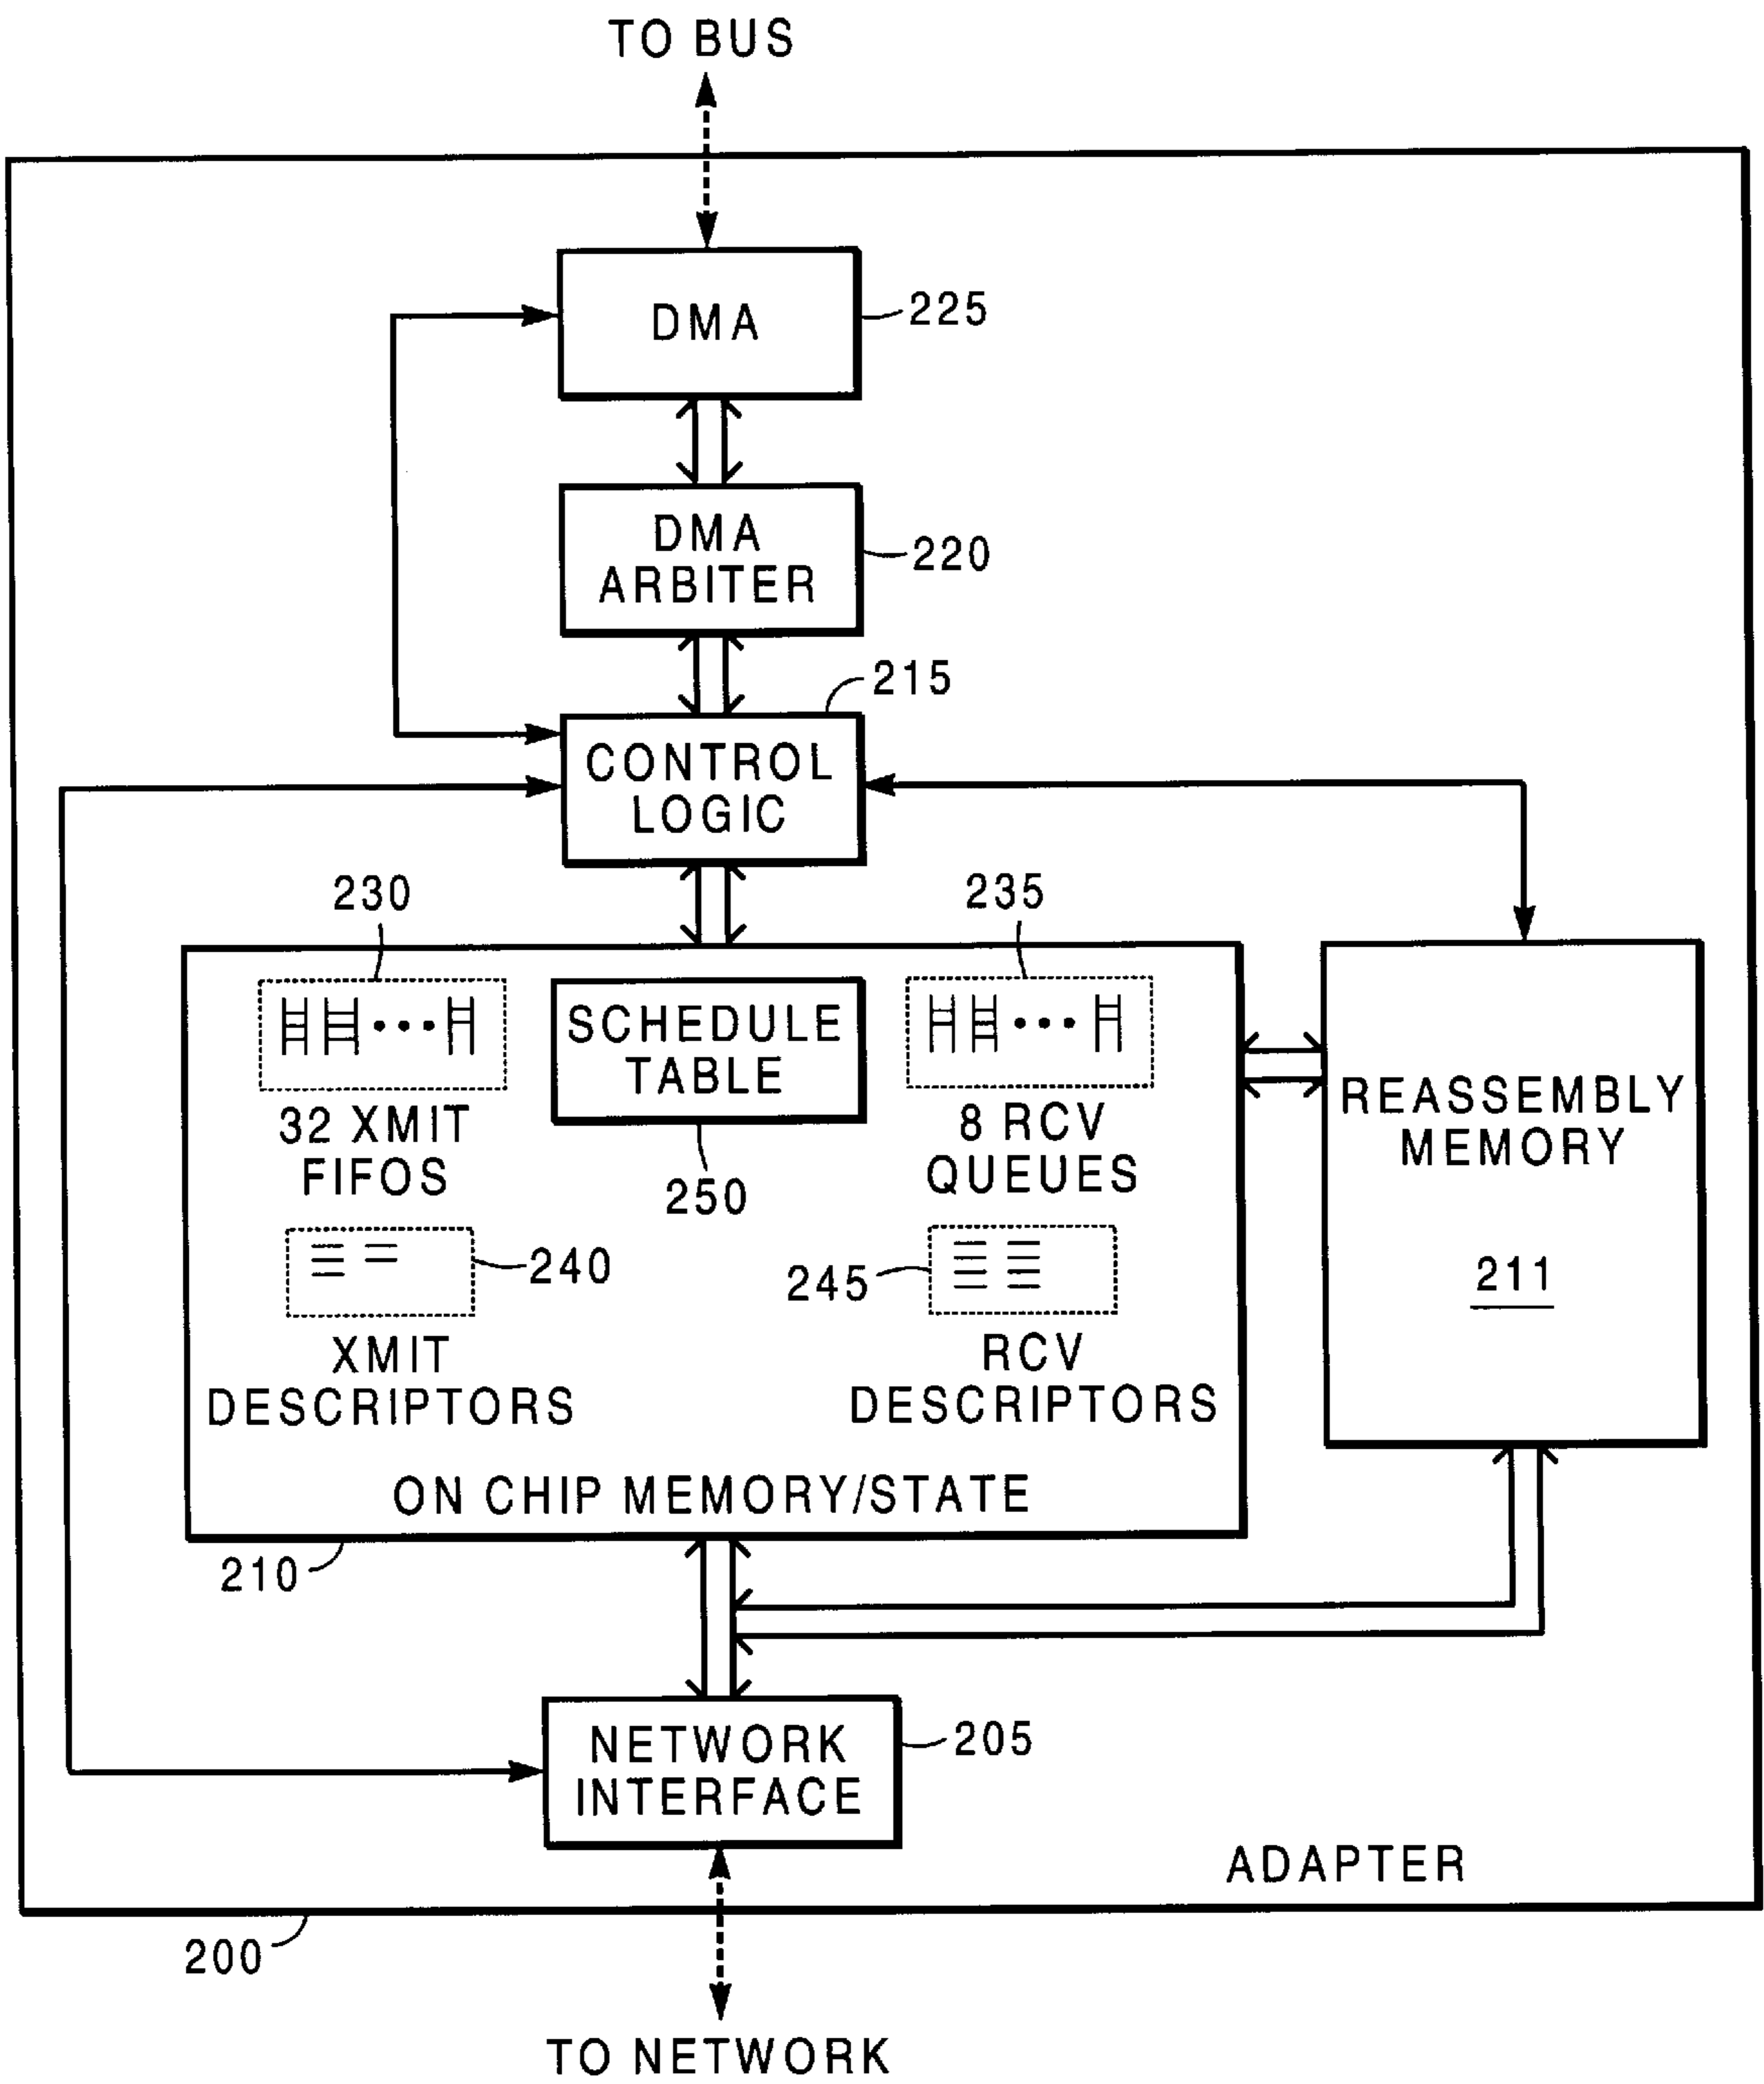 TO BUS
DMA
225
DMA
ARBITER
220
215
CONTROL
LOGIC
230
235
SCHEDULE
TABLE
32 XMIT
FIFOS
250
8 RCV
QUEUES
REASSEMBLY
MEMORY
211
240
245
XMIT
DESCRIPTORS
RCV
DESCRIPTORS
ON CHIP MEMORY/STATE
210
NETWORK
INTERFACE
205
ADAPTER
200
TO NETWORK